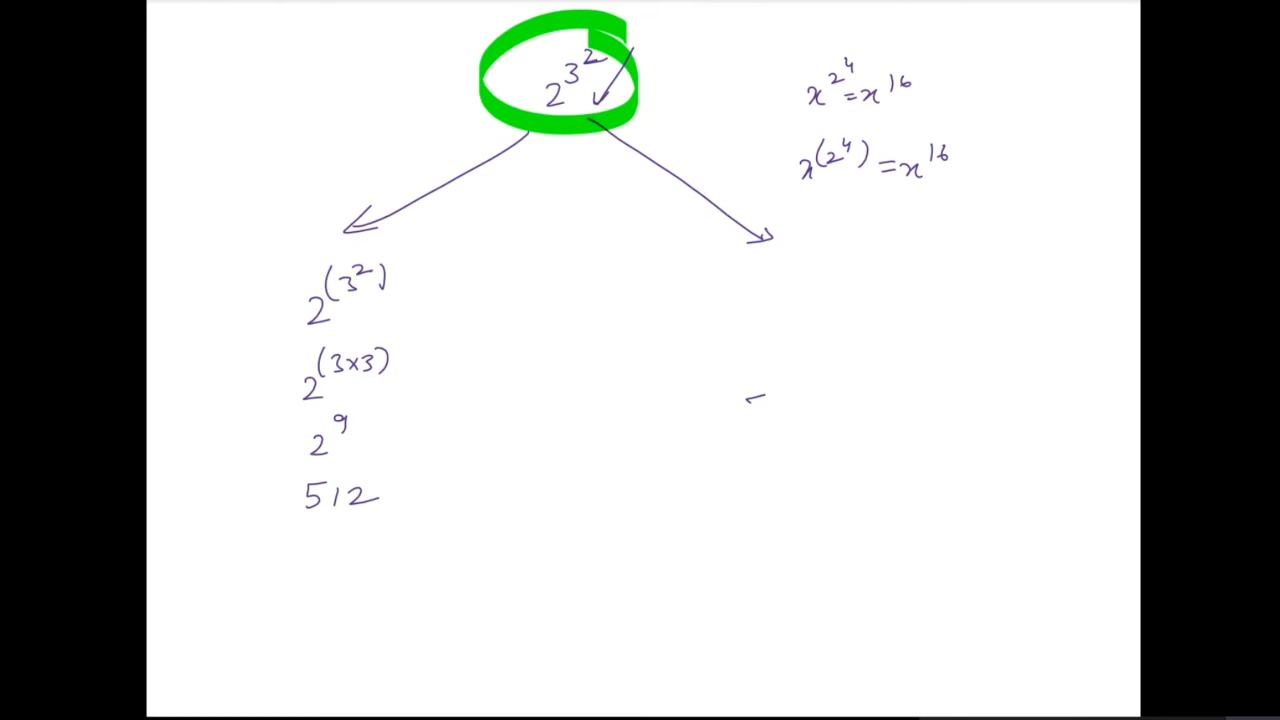 2^3^2
x^2^4 = x^16
x^(2^4) = x^16
2^(3^2)
2^(3×3)
2^9
512